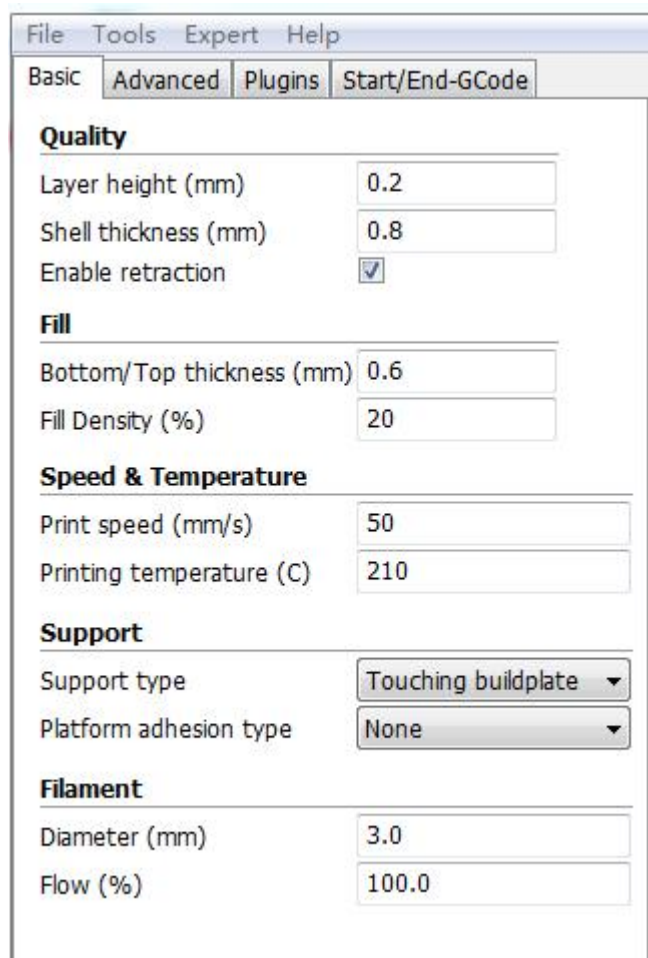 File Tools Expert Help
Basic Advanced Plugins Start/End-GCode
Quality
Layer height (mm) 0.2
Shell thickness (mm) 0.8
Enable retraction
Fill
Bottom/Top thickness (mm) 0.6
Fill Density (%) 20
Speed & Temperature
Print speed (mm/s) 50
Printing temperature (C) 210
Support
Support type Touching buildplate
Platform adhesion type None
Filament
Diameter (mm) 3.0
Flow (%) 100.0